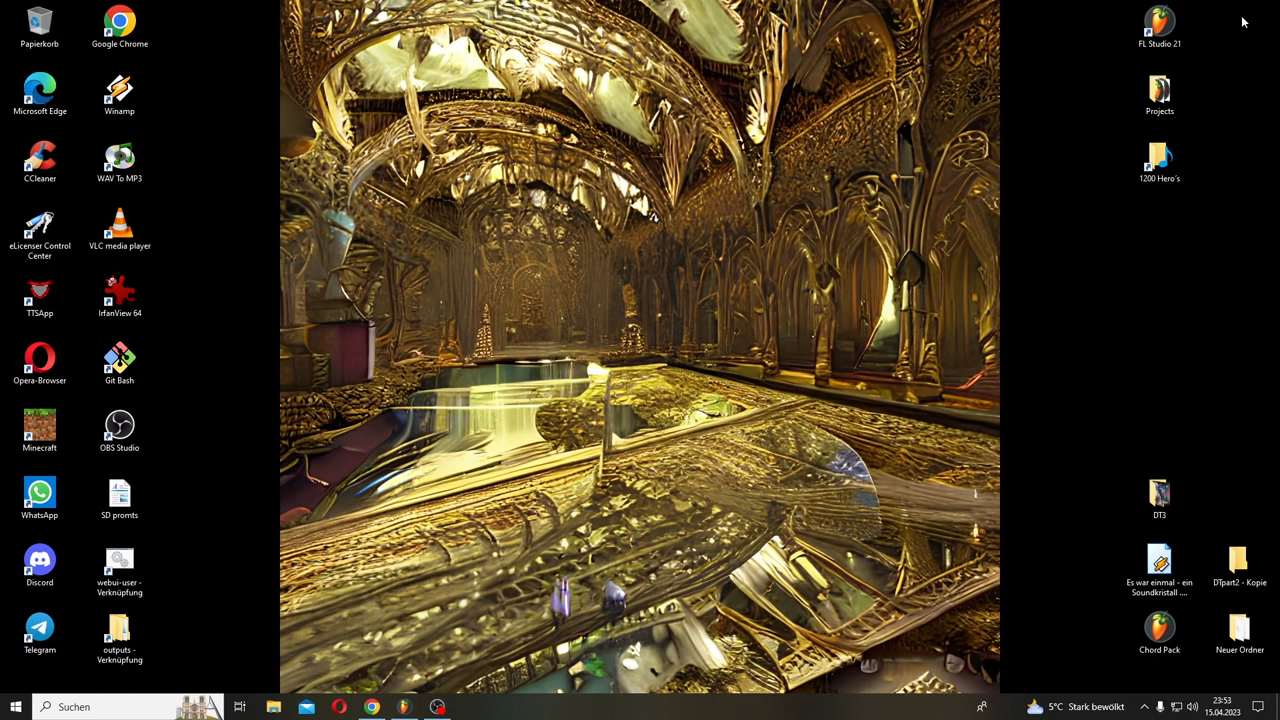 Papierkorb
Google Chrome
FL Studio 21
Microsoft Edge
Winamp
Projects
CCleaner
WAV To MP3
1200 Hero´s
eLicenser Control
Center
VLC media player
TTSApp
IrfanView 64
Opera-Browser
Git Bash
Minecraft
OBS Studio
WhatsApp
SD promts
DT3
Discord
webui-user -
Verknüpfung
Es war einmal - ein
Soundkristall ....
DTpart2 - Kopie
Telegram
outputs -
Verknüpfung
Chord Pack
Neuer Ordner
Suchen
5°C Stark bewölkt
23:53
15.04.2023